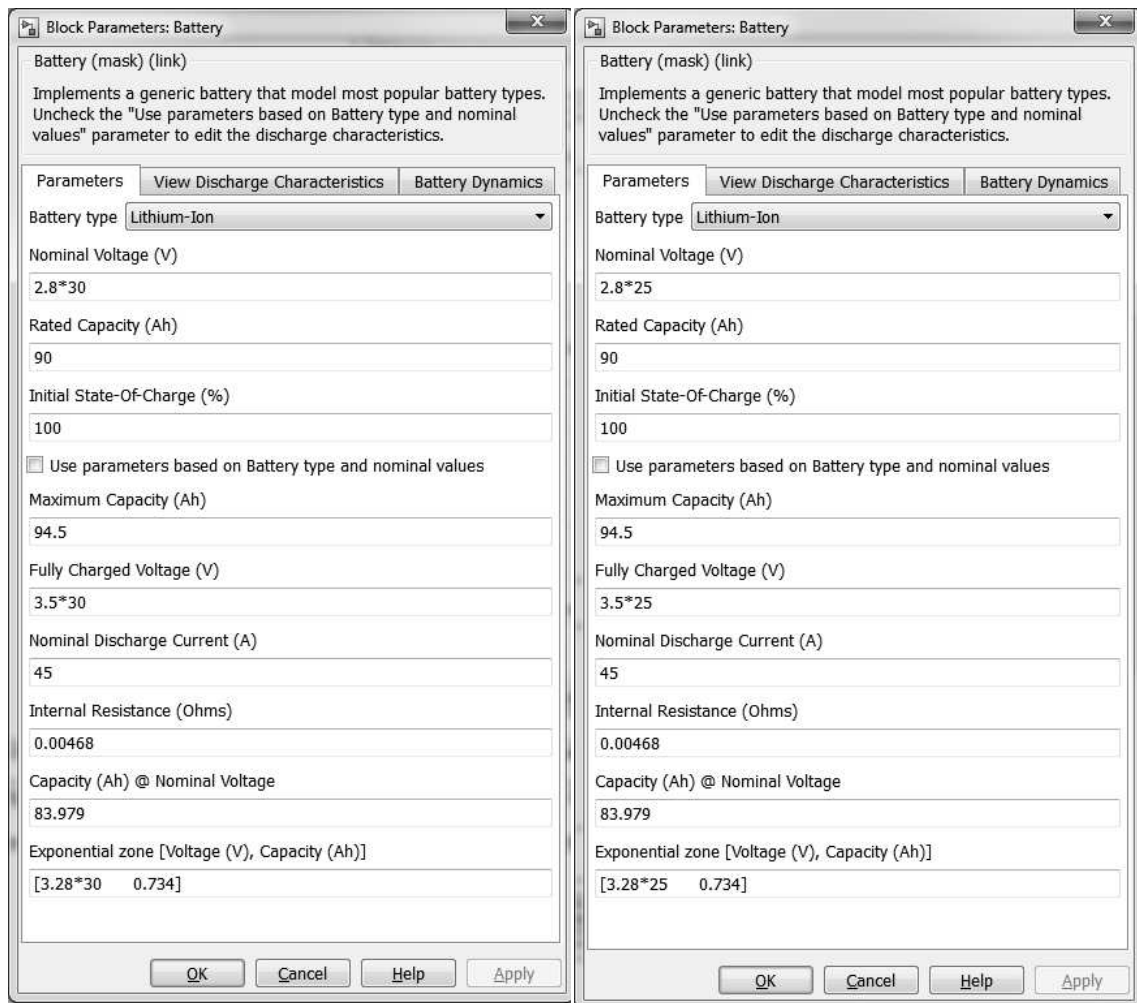 Block Parameters: Battery
X
Battery (mask) (link)
Implements a generic battery that model most popular battery types.
Uncheck the "Use parameters based on Battery type and nominal
values" parameter to edit the discharge characteristics.
Parameters View Discharge Characteristics Battery Dynamics
Battery type Lithium-Ion
Nominal Voltage (V)
2.8*30
Rated Capacity (Ah)
90
Initial State-Of-Charge (%)
100
Use parameters based on Battery type and nominal values
Maximum Capacity (Ah)
94.5
Fully Charged Voltage (V)
3.5*30
Nominal Discharge Current (A)
45
Internal Resistance (Ohms)
0.00468
Capacity (Ah) @ Nominal Voltage
83.979
Exponential zone [Voltage (V), Capacity (Ah)]
[3.28*30 0.734]
OK Cancel Help Apply
Block Parameters: Battery
X
Battery (mask) (link)
Implements a generic battery that model most popular battery types.
Uncheck the "Use parameters based on Battery type and nominal
values" parameter to edit the discharge characteristics.
Parameters View Discharge Characteristics Battery Dynamics
Battery type Lithium-Ion
Nominal Voltage (V)
2.8*25
Rated Capacity (Ah)
90
Initial State-Of-Charge (%)
100
Use parameters based on Battery type and nominal values
Maximum Capacity (Ah)
94.5
Fully Charged Voltage (V)
3.5*25
Nominal Discharge Current (A)
45
Internal Resistance (Ohms)
0.00468
Capacity (Ah) @ Nominal Voltage
83.979
Exponential zone [Voltage (V), Capacity (Ah)]
[3.28*25 0.734]
OK Cancel Help Apply